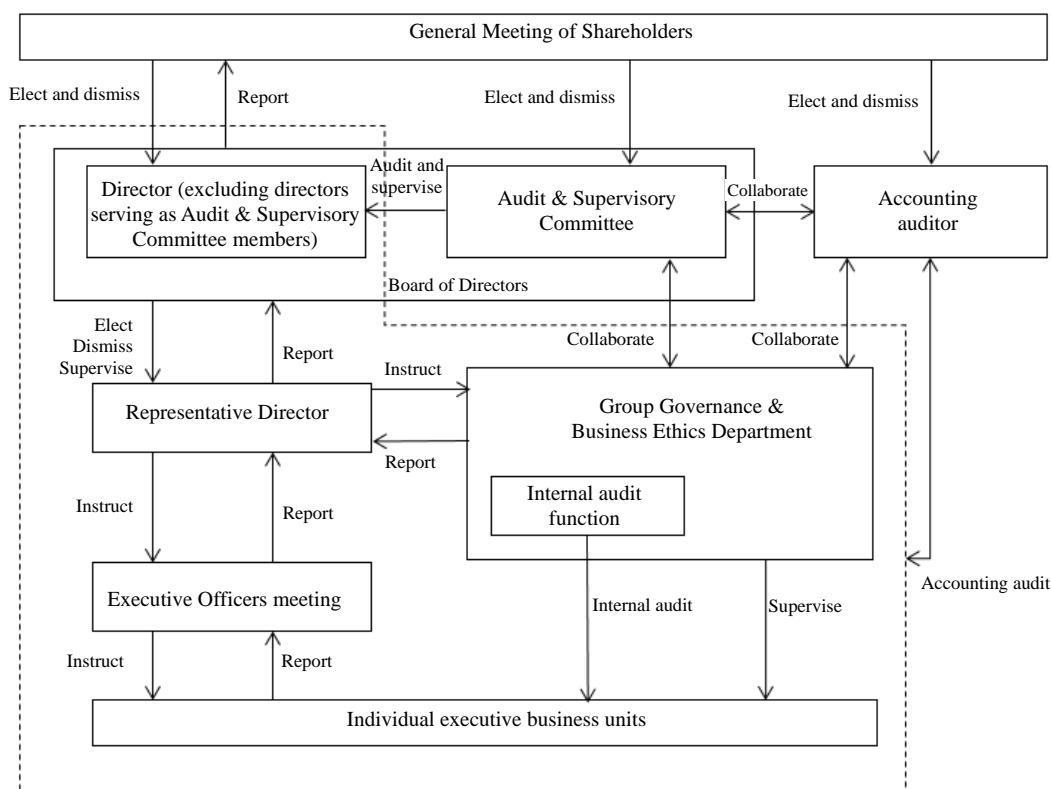 General Meeting of Shareholders
Elect and dismiss
Report
Elect and dismiss
Elect and dismiss
Director (excluding directors
serving as Audit & Supervisory
Committee members)
Audit and
supervise
Audit & Supervisory
Committee
Collaborate
Accounting
auditor
Board of Directors
Elect
Dismiss
Supervise
Report
Collaborate
Collaborate
Instruct
Representative Director
Group Governance &
Business Ethics Department
Report
Internal audit
function
Instruct
Report
Executive Officers meeting
Accounting audit
Internal audit
Supervise
Instruct
Report
Individual executive business units